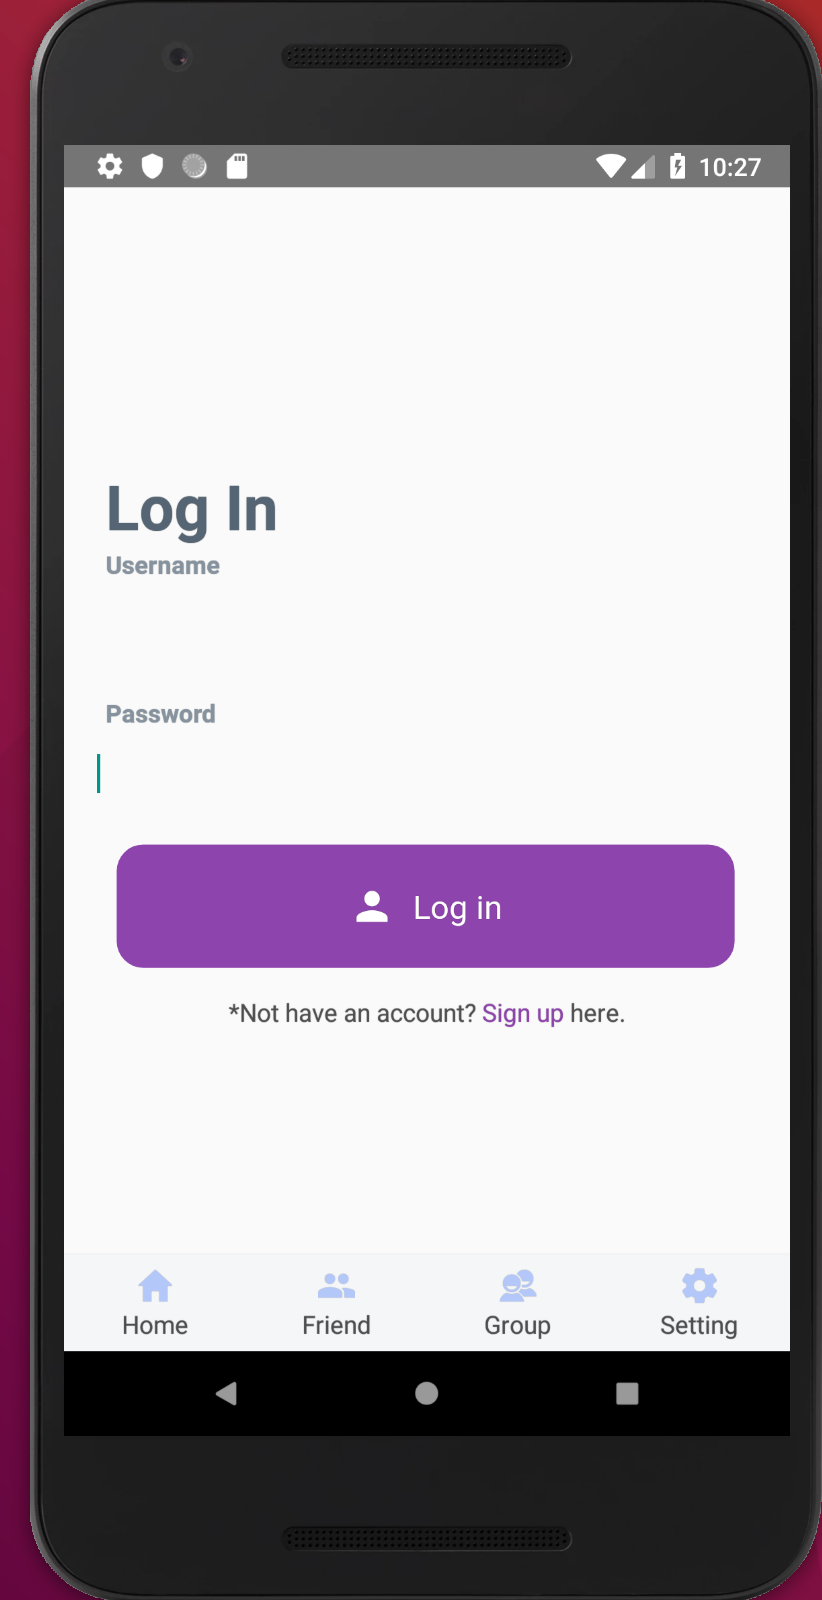 10:27
Log In
Username
Password
Log in
*Not have an account? Sign up here.
Home Friend Group Setting